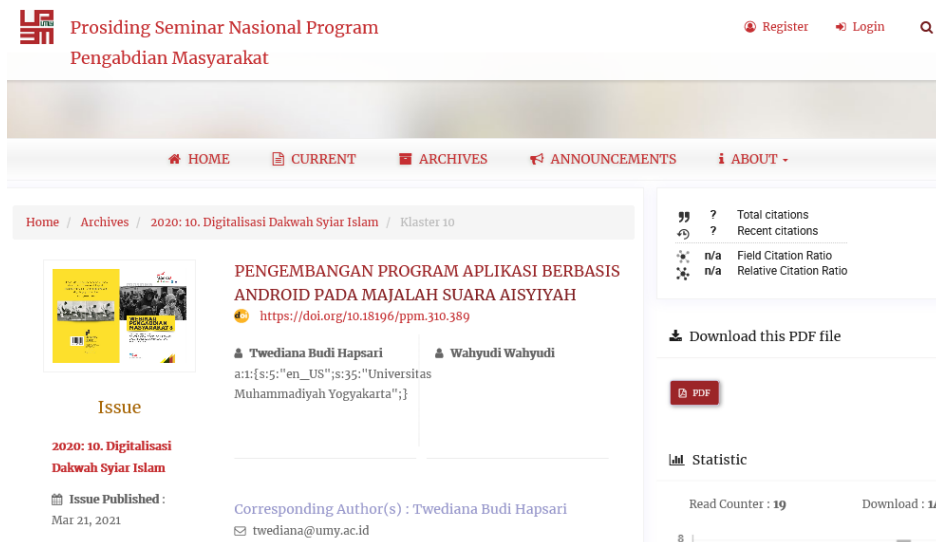 Prosiding Seminar Nasional Program
Pengabdian Masyarakat
Register
Login
HOME
CURRENT
ARCHIVES
ANNOUNCEMENTS
ABOUT
Home / Archives / 2020: 10. Digitalisasi Dakwah Syiar Islam / Klaster 10
PENGEMBANGAN PROGRAM APLIKASI BERBASIS
ANDROID PADA MAJALAH SUARA AISYIYAH
https://doi.org/10.18196/ppm.310.389
Twediana Budi Hapsari
a:1:{s:5:"en_US";s:35:"Universitas
Muhammadiyah Yogyakarta";}
Wahyudi Wahyudi
Issue
2020: 10. Digitalisasi
Dakwah Syiar Islam
Issue Published :
Mar 21, 2021
Corresponding Author(s) : Twediana Budi Hapsari
twediana@umy.ac.id
? Total citations
? Recent citations
n/a Field Citation Ratio
n/a Relative Citation Ratio
Download this PDF file
PDF
Statistic
Read Counter : 19
Download :
8